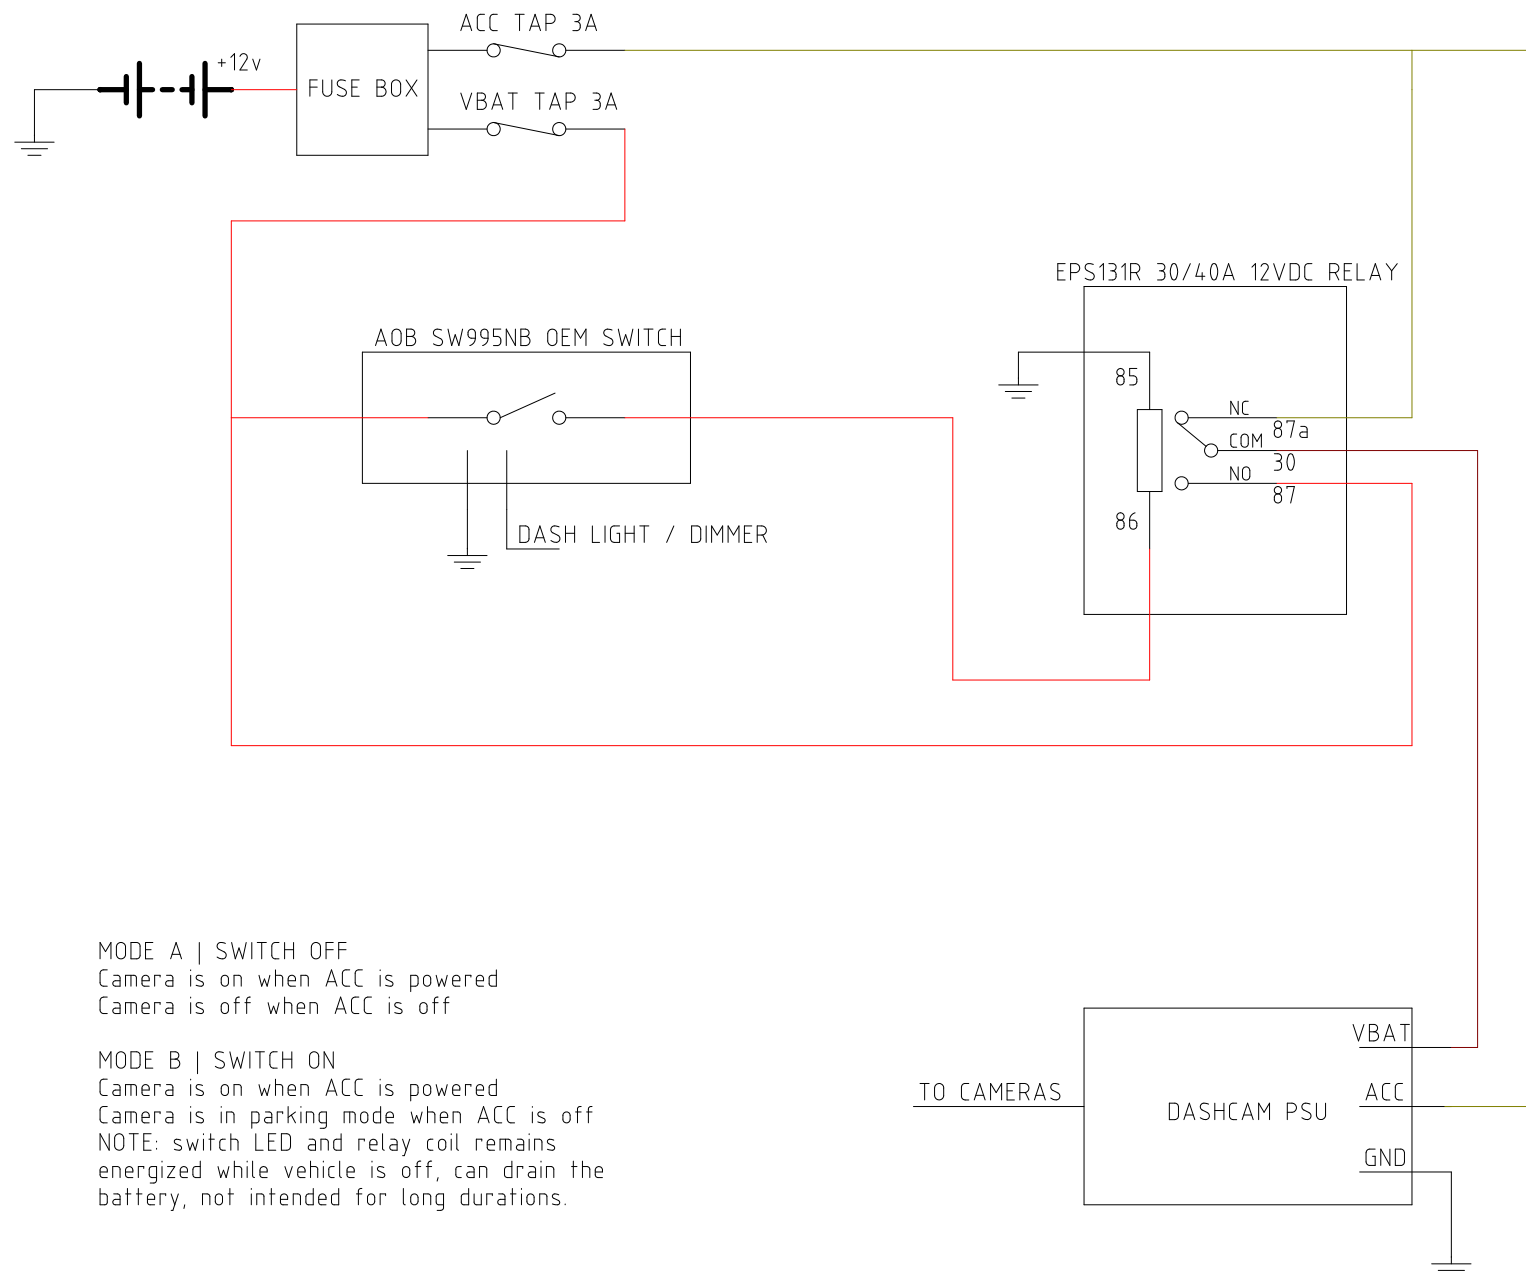 ACC TAP 3A
+12v
FUSE BOX
VBAT TAP 3A
EPS131R 30/40A 12VDC RELAY
AOB SW995NB OEM SWITCH
85
NC
87a
COM
30
NO
87
86
DASH LIGHT / DIMMER
MODE A | SWITCH OFF
Camera is on when ACC is powered
Camera is off when ACC is off
MODE B | SWITCH ON
Camera is on when ACC is powered
Camera is in parking mode when ACC is off
NOTE: switch LED and relay coil remains
energized while vehicle is off, can drain the
battery, not intended for long durations.
VBAT
TO CAMERAS
ACC
DASHCAM PSU
GND